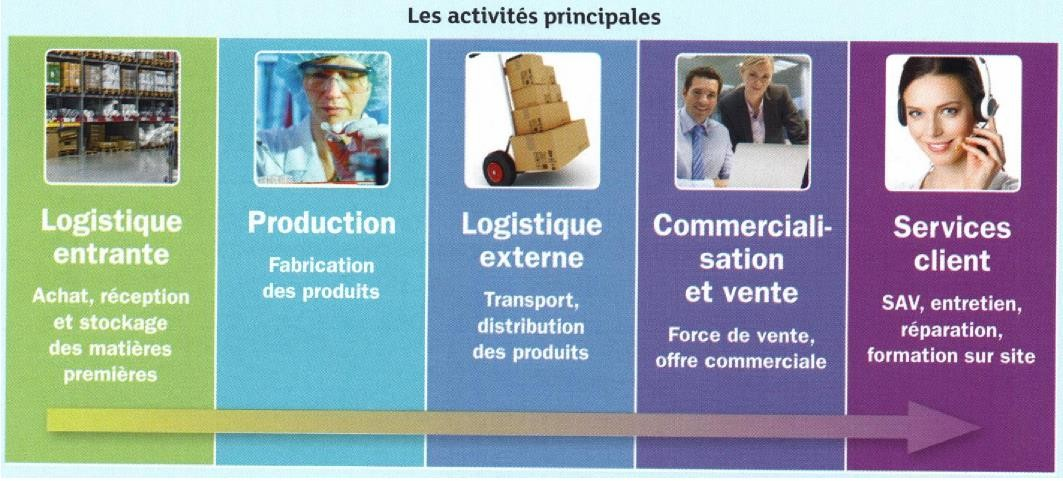 Les activités principales
Logistique
entrante
Achat, réception
et stockage
des matières
premières
Production
Fabrication
des produits
Logistique
externe
Transport,
distribution
des produits
Commerciali-
sation
et vente
Force de vente,
offre commerciale
Services
client
SAV, entretien,
réparation,
formation sur site